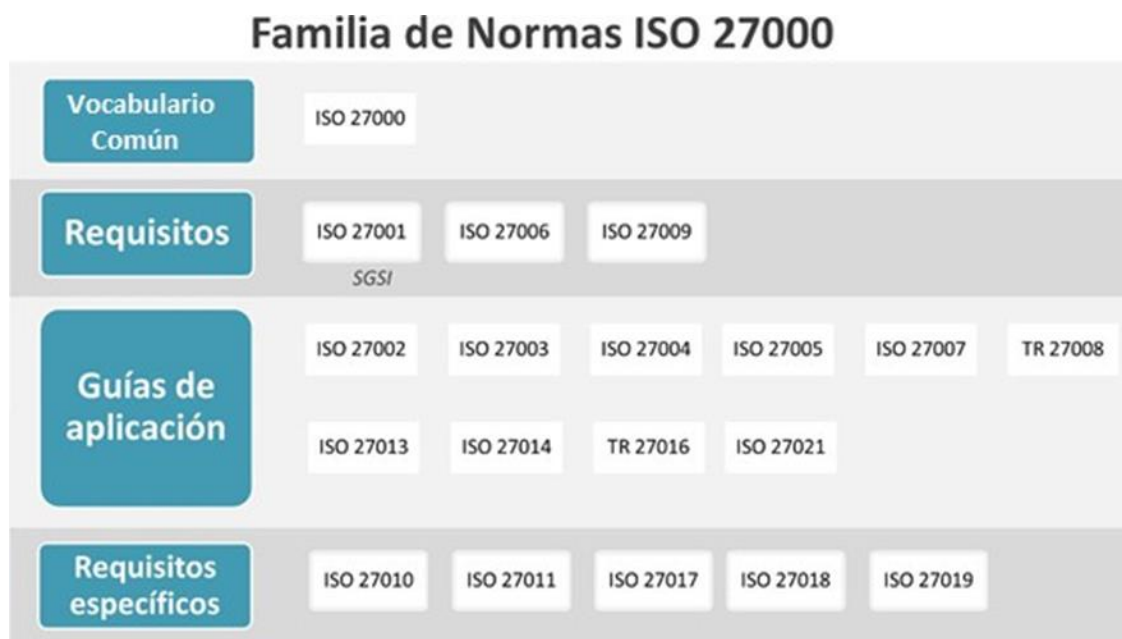 Familia de Normas ISO 27000
Vocabulario
Común
ISO 27000
Requisitos
ISO 27001 ISO 27006 ISO 27009
SGSI
Guías de
aplicación
ISO 27002 ISO 27003 ISO 27004 ISO 27005 ISO 27007 TR 27008
ISO 27013 ISO 27014 TR 27016 ISO 27021
Requisitos
específicos
ISO 27010 ISO 27011 ISO 27017 ISO 27018 ISO 27019